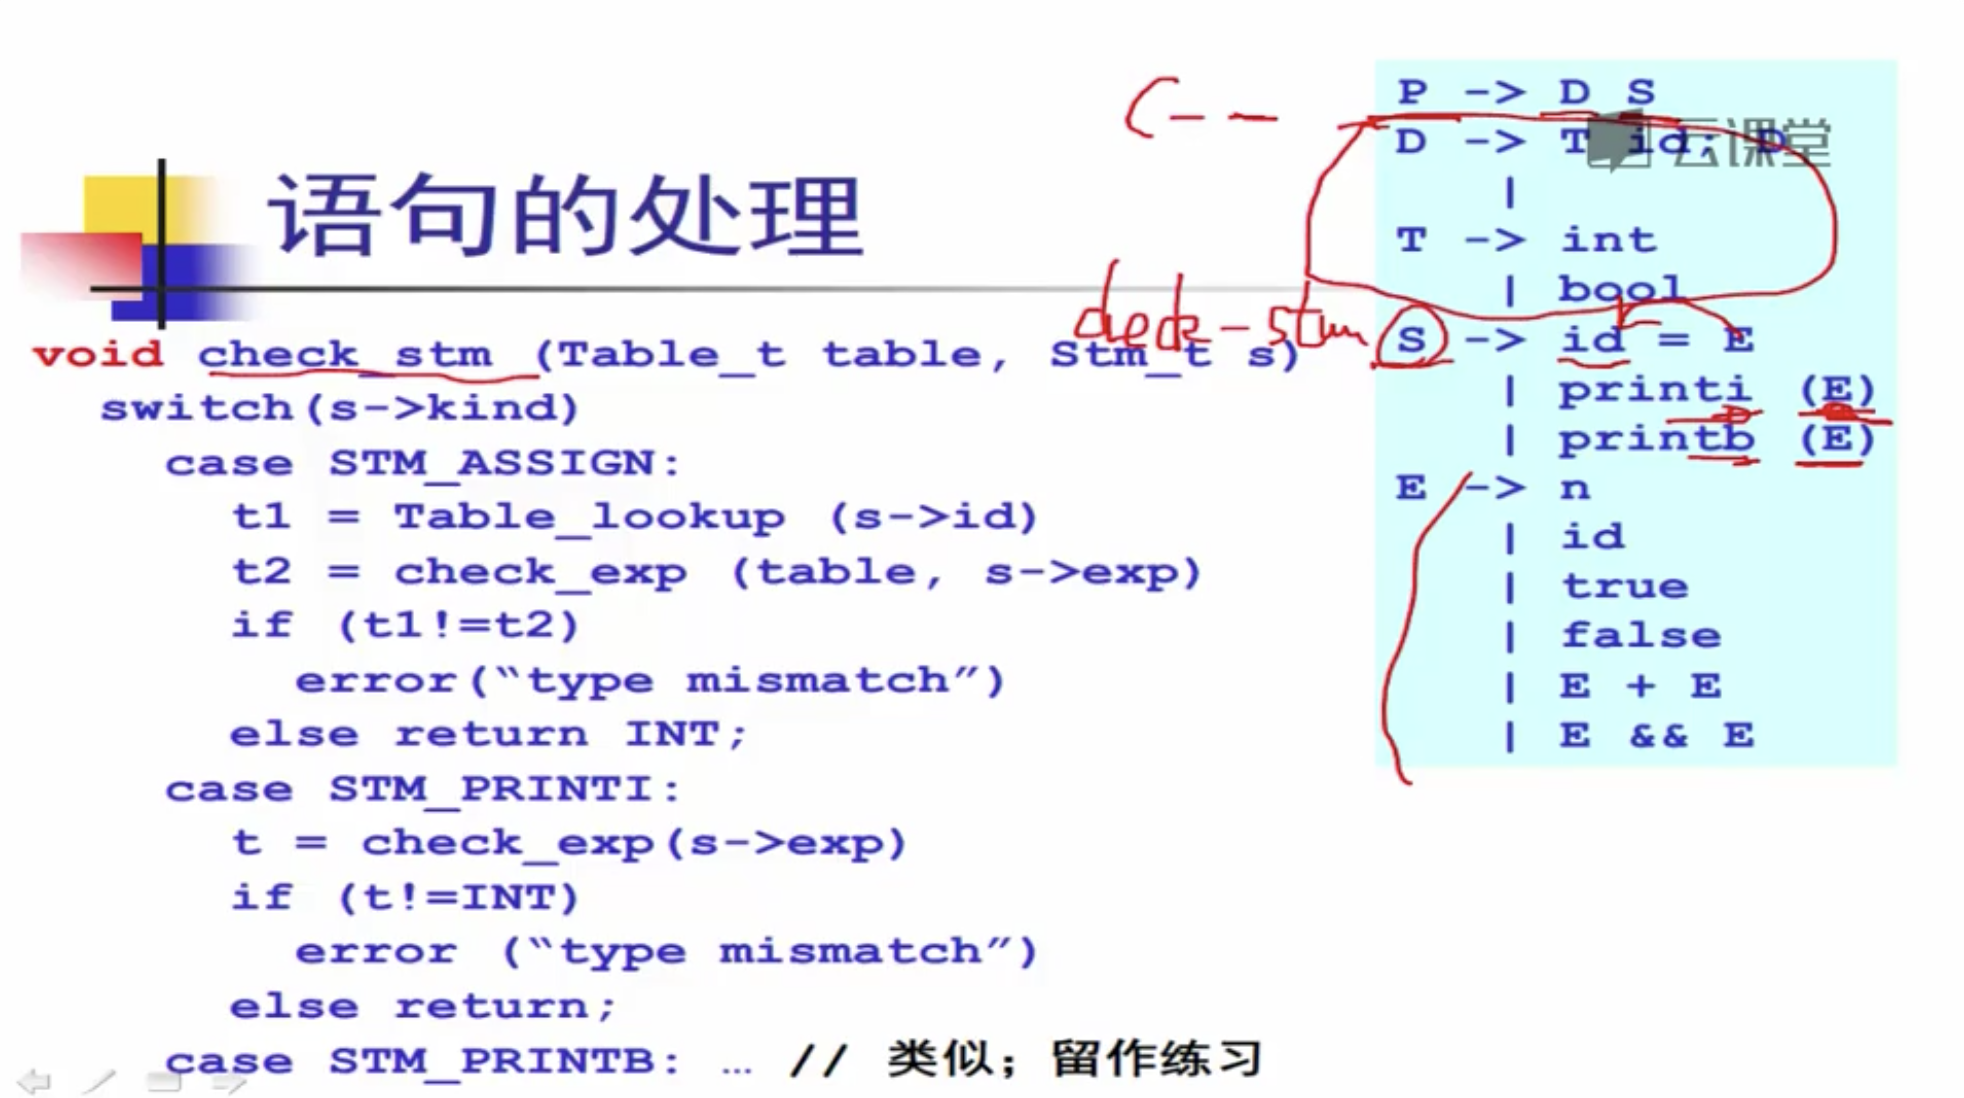 语句的处理
void check_stm (Table_t table, Stm_t s)
switch(s->kind)
case STM_ASSIGN:
t1 = Table_lookup (s->id)
t2 = check_exp (table, s->exp)
if (t1!=t2)
error(“type mismatch”)
else return INT;
case STM_PRINTI:
t = check_exp(s->exp)
if (t!=INT)
error (“type mismatch”)
else return;
case STM_PRINTB: … // 类似；留作练习
C--
check-stm
P -> D S
D -> T id; D
|
T -> int
| bool
S -> id = E
| printi (E)
| printb (E)
E -> n
| id
| true
| false
| E + E
| E && E
云课堂